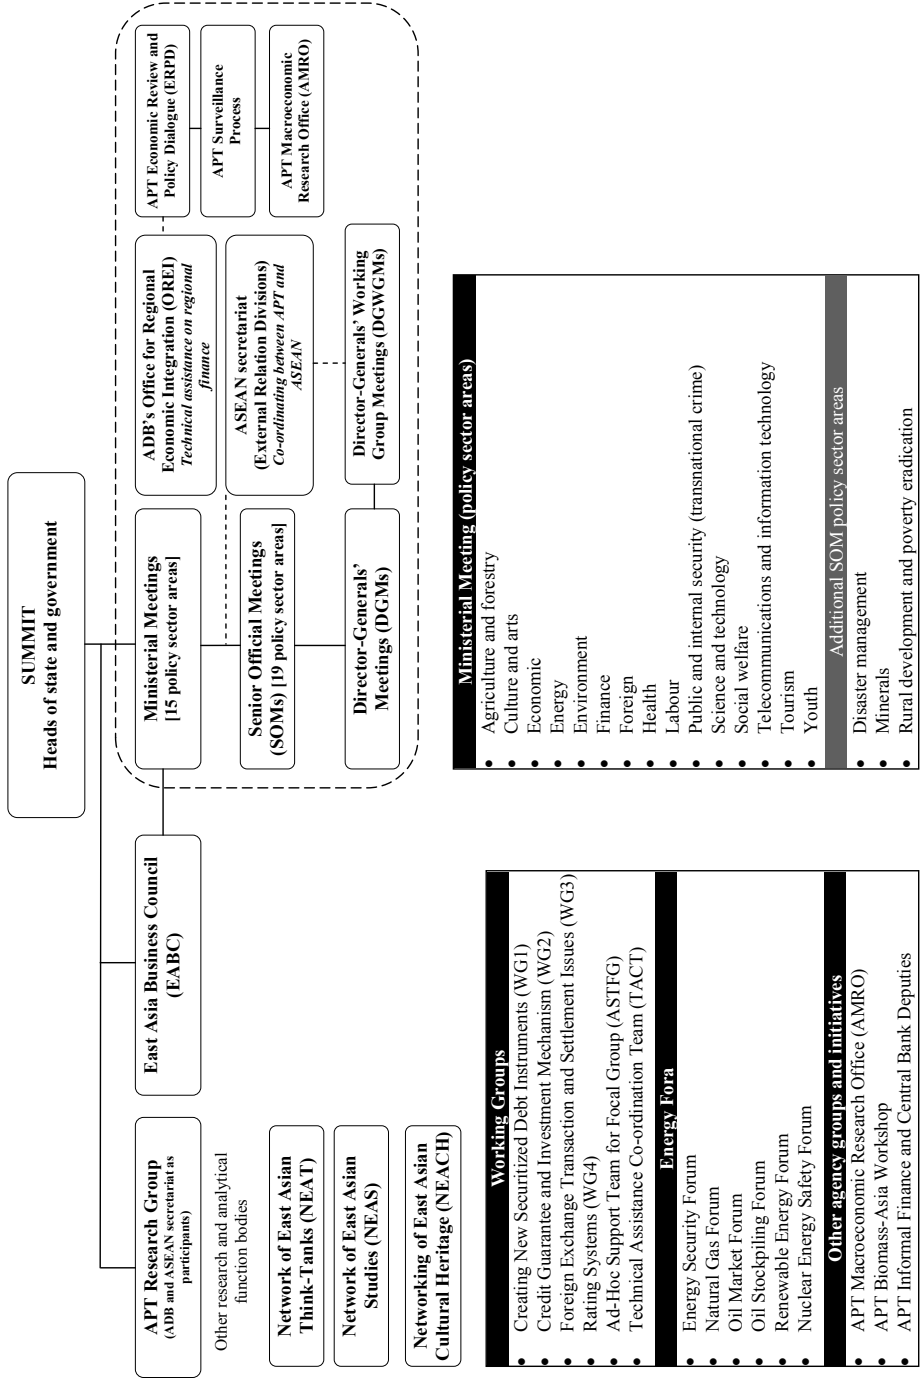 SUMMIT
Heads of state and government
APT Research Group
(ADB and ASEAN secretariat as
participants)
East Asia Business Council
(EABC)
Ministerial Meetings
[15 policy sector areas]
ADB's Office for Regional
Economic Integration (OREI)
Technical assistance on regional
finance
APT Economic Review and
Policy Dialogue (ERPD)
Other research and analytical
function bodies
APT Surveillance
Process
Senior Official Meetings
(SOMs) [19 policy sector areas]
ASEAN secretariat
(External Relation Divisions)
Co-ordinating between APT and
ASEAN
APT Macroeconomic
Research Office (AMRO)
Network of East Asian
Think-Tanks (NEAT)
Network of East Asian
Studies (NEAS)
Director-Generals'
Meetings (DGMs)
Director-Generals' Working
Group Meetings (DGWGMs)
Networking of East Asian
Cultural Heritage (NEACH)
Working Groups
• Creating New Securitized Debt Instruments (WG1)
• Credit Guarantee and Investment Mechanism (WG2)
• Foreign Exchange Transaction and Settlement Issues (WG3)
• Rating Systems (WG4)
• Ad-Hoc Support Team for Focal Group (ASTFG)
• Technical Assistance Co-ordination Team (TACT)
Energy Fora
• Energy Security Forum
• Natural Gas Forum
• Oil Market Forum
• Oil Stockpiling Forum
• Renewable Energy Forum
• Nuclear Energy Safety Forum
Other agency groups and initiatives
• APT Macroeconomic Research Office (AMRO)
• APT Biomass-Asia Workshop
• APT Informal Finance and Central Bank Deputies
Ministerial Meeting (policy sector areas)
• Agriculture and forestry
• Culture and arts
• Economic
• Energy
• Environment
• Finance
• Foreign
• Health
• Labour
• Public and internal security (transnational crime)
• Science and technology
• Social welfare
• Telecommunications and information technology
• Tourism
• Youth
Additional SOM policy sector areas
• Disaster management
• Minerals
• Rural development and poverty eradication